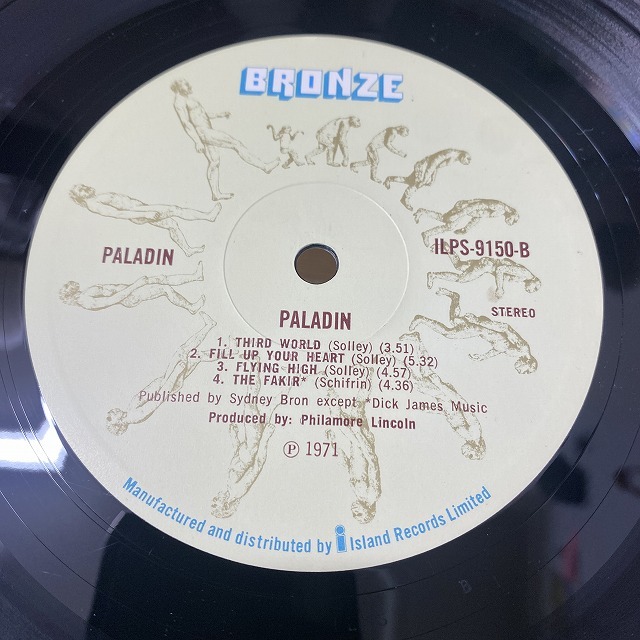 BRONZE
PALADIN
ILPS-9150-B
STEREO
PALADIN
1. THIRD WORLD (Solley) (3.51)
2. FILL UP YOUR HEART (Solley) (5.32)
3. FLYING HIGH (Solley) (4.57)
4. THE FAKIR* (Schifrin) (4.36)
Published by Sydney Bron except *Dick James Music
Produced by: Philamore Lincoln
℗ 1971
Manufactured and distributed by i Island Records Limited